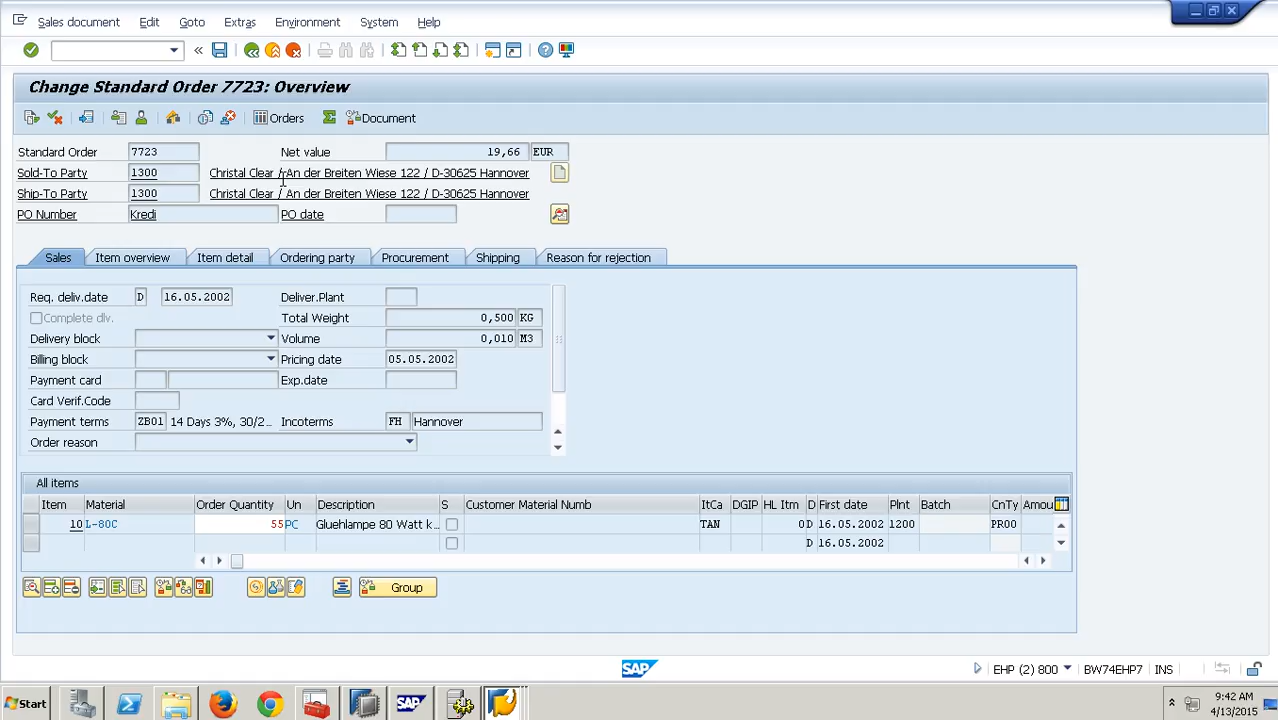 Sales document Edit Goto Extras Environment System Help
Change Standard Order 7723: Overview
Orders Document
Standard Order 7723 Net value 19,66 EUR
Sold-To Party 1300 Christal Clear / An der Breiten Wiese 122 / D-30625 Hannover
Ship-To Party 1300 Christal Clear / An der Breiten Wiese 122 / D-30625 Hannover
PO Number Kredi PO date
Sales Item overview Item detail Ordering party Procurement Shipping Reason for rejection
Req. deliv.date D 16.05.2002 Deliver.Plant
Complete dlv. Total Weight 0,500 KG
Delivery block Volume 0,010 M3
Billing block Pricing date 05.05.2002
Payment card Exp.date
Card Verif.Code
Payment terms ZB01 14 Days 3%, 30/2... Incoterms FH Hannover
Order reason
All items
Item Material Order Quantity Un Description S Customer Material Numb ItCa DGIP HL Itm D First date Plnt Batch CnTy Amou
10 L-80C 55 PC Gluehlampe 80 Watt k... TAN 0 D 16.05.2002 1200 PR00
D 16.05.2002
Group
SAP EHP (2) 800 BW74EHP7 INS
Start SAP 9:42 AM
4/13/2015